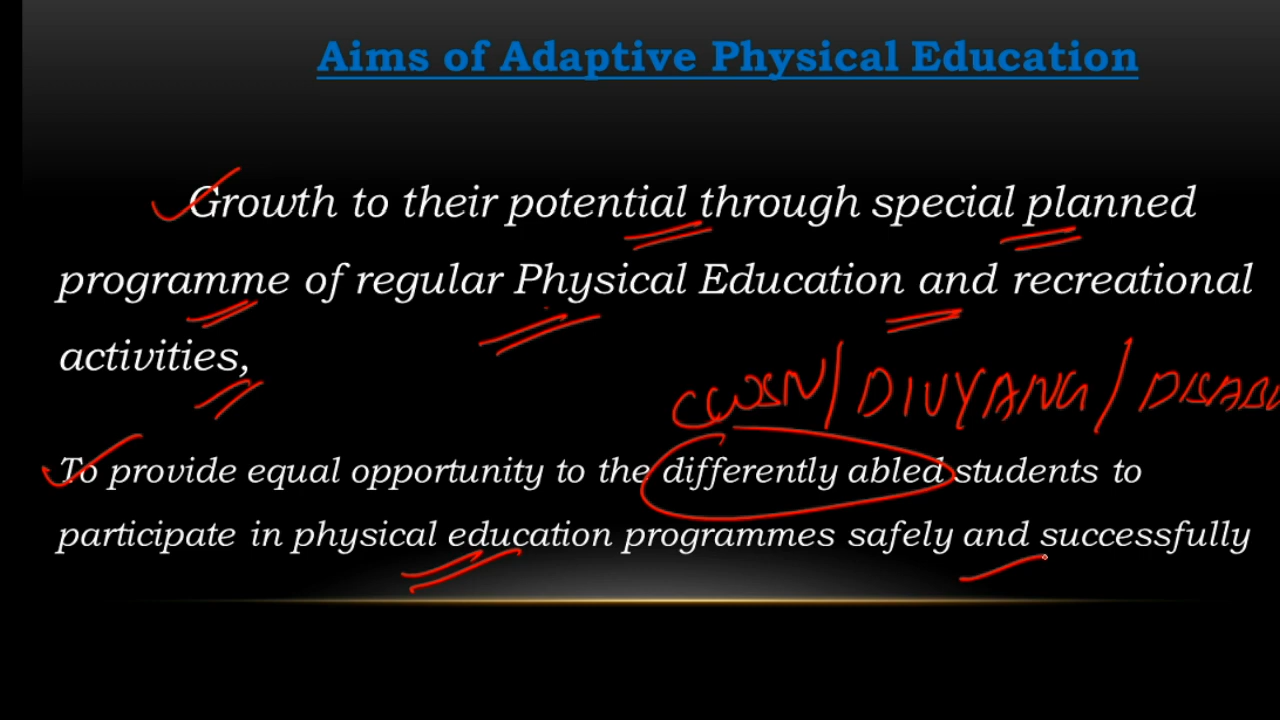 Aims of Adaptive Physical Education
Growth to their potential through special planned
programme of regular Physical Education and recreational
activities,
CWSN/DIVYANG/DISABL
To provide equal opportunity to the differently abled students to
participate in physical education programmes safely and successfully